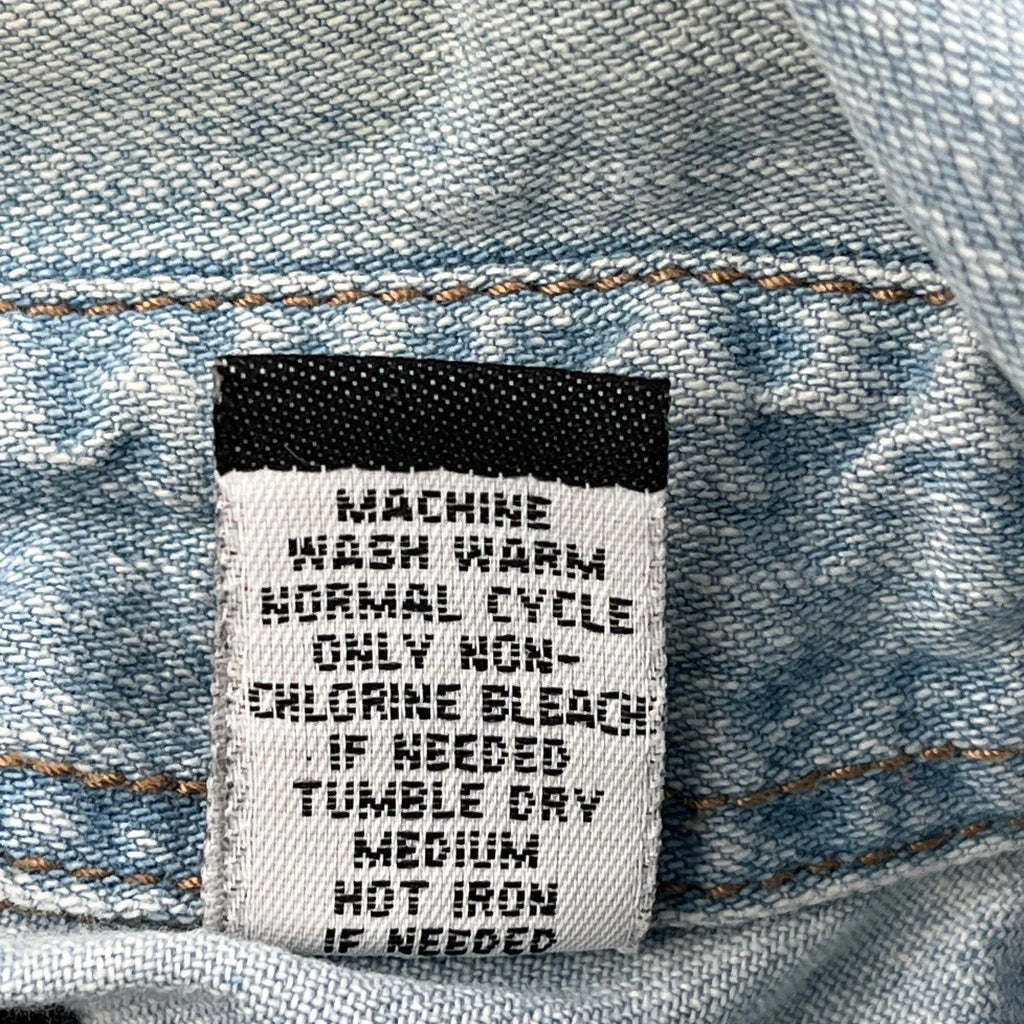 MACHINE
WASH WARM
NORMAL CYCLE
ONLY NON-
CHLORINE BLEACH
IF NEEDED
TUMBLE DRY
MEDIUM
HOT IRON
IF NEEDED